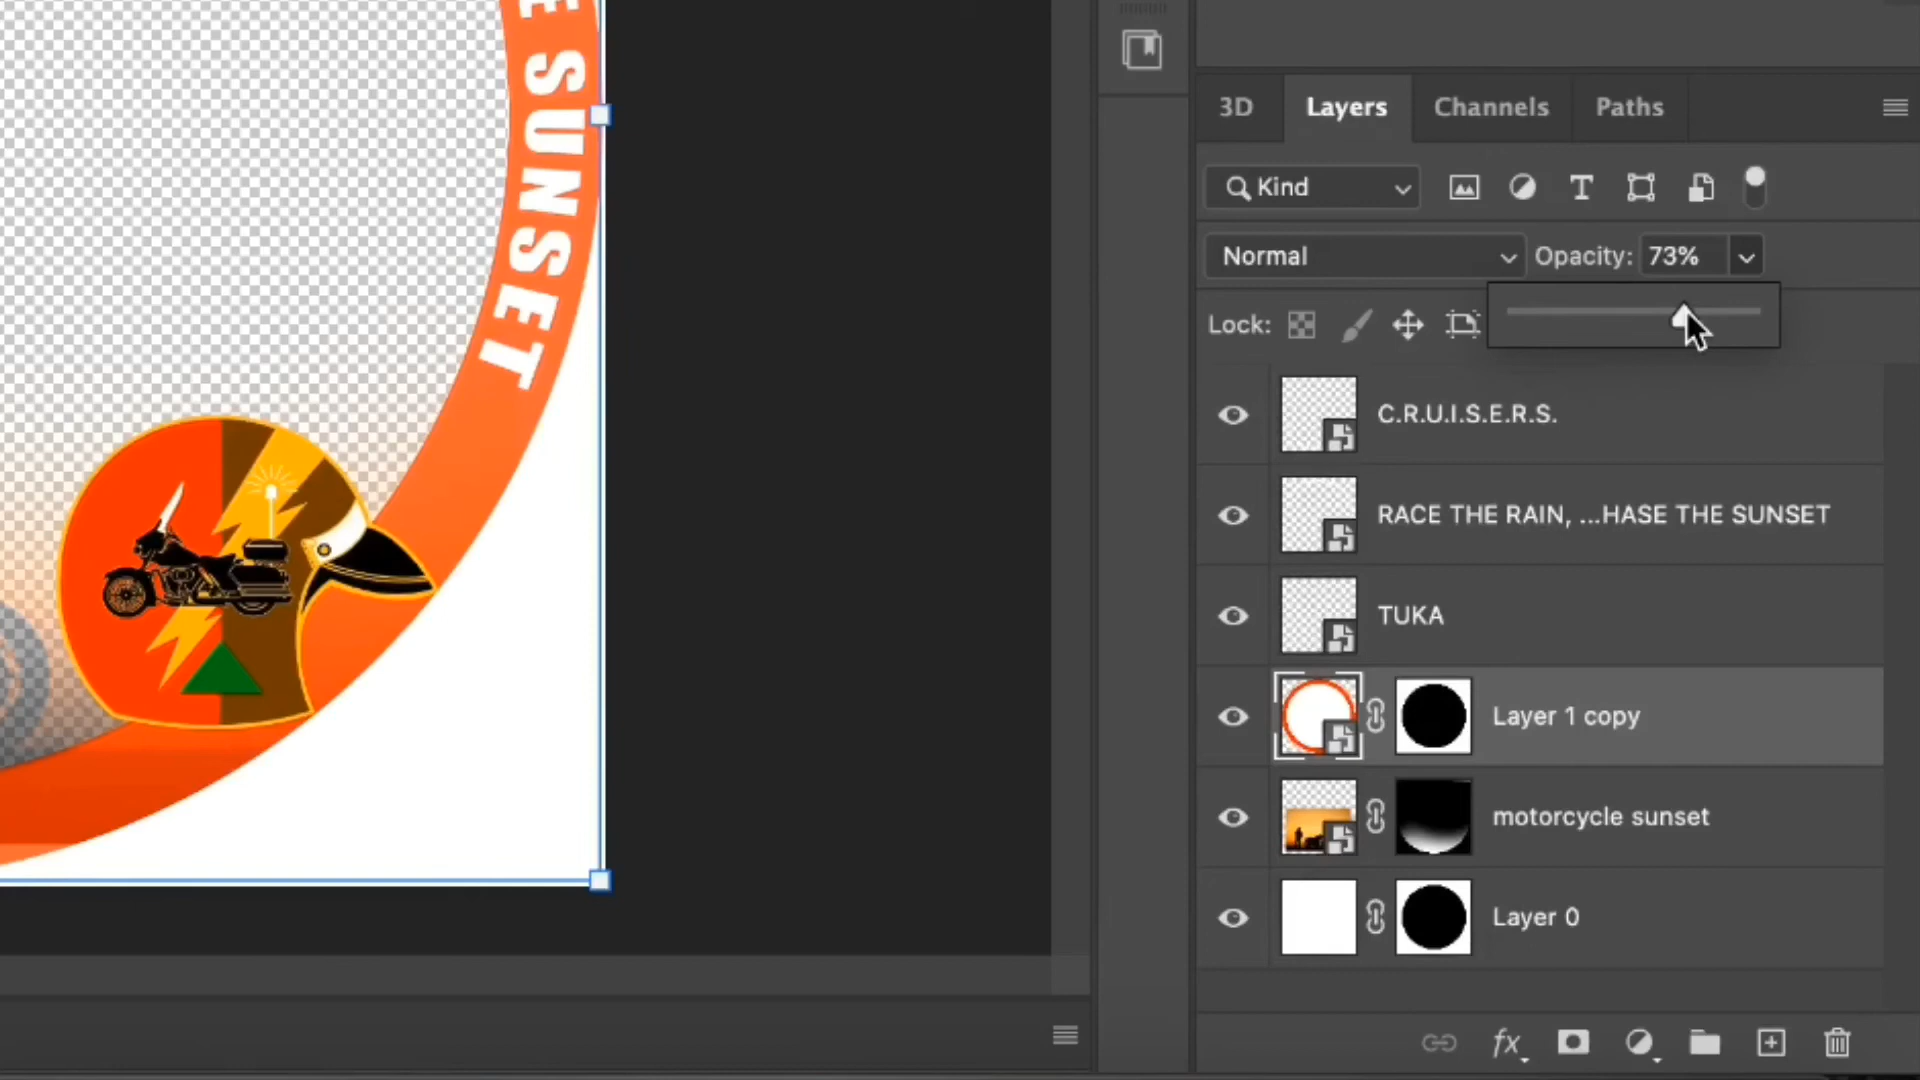 E SUNSET
3D Layers Channels Paths
Kind
Normal Opacity: 73%
Lock:
C.R.U.I.S.E.R.S.
RACE THE RAIN, ...HASE THE SUNSET
TUKA
Layer 1 copy
motorcycle sunset
Layer 0
fx